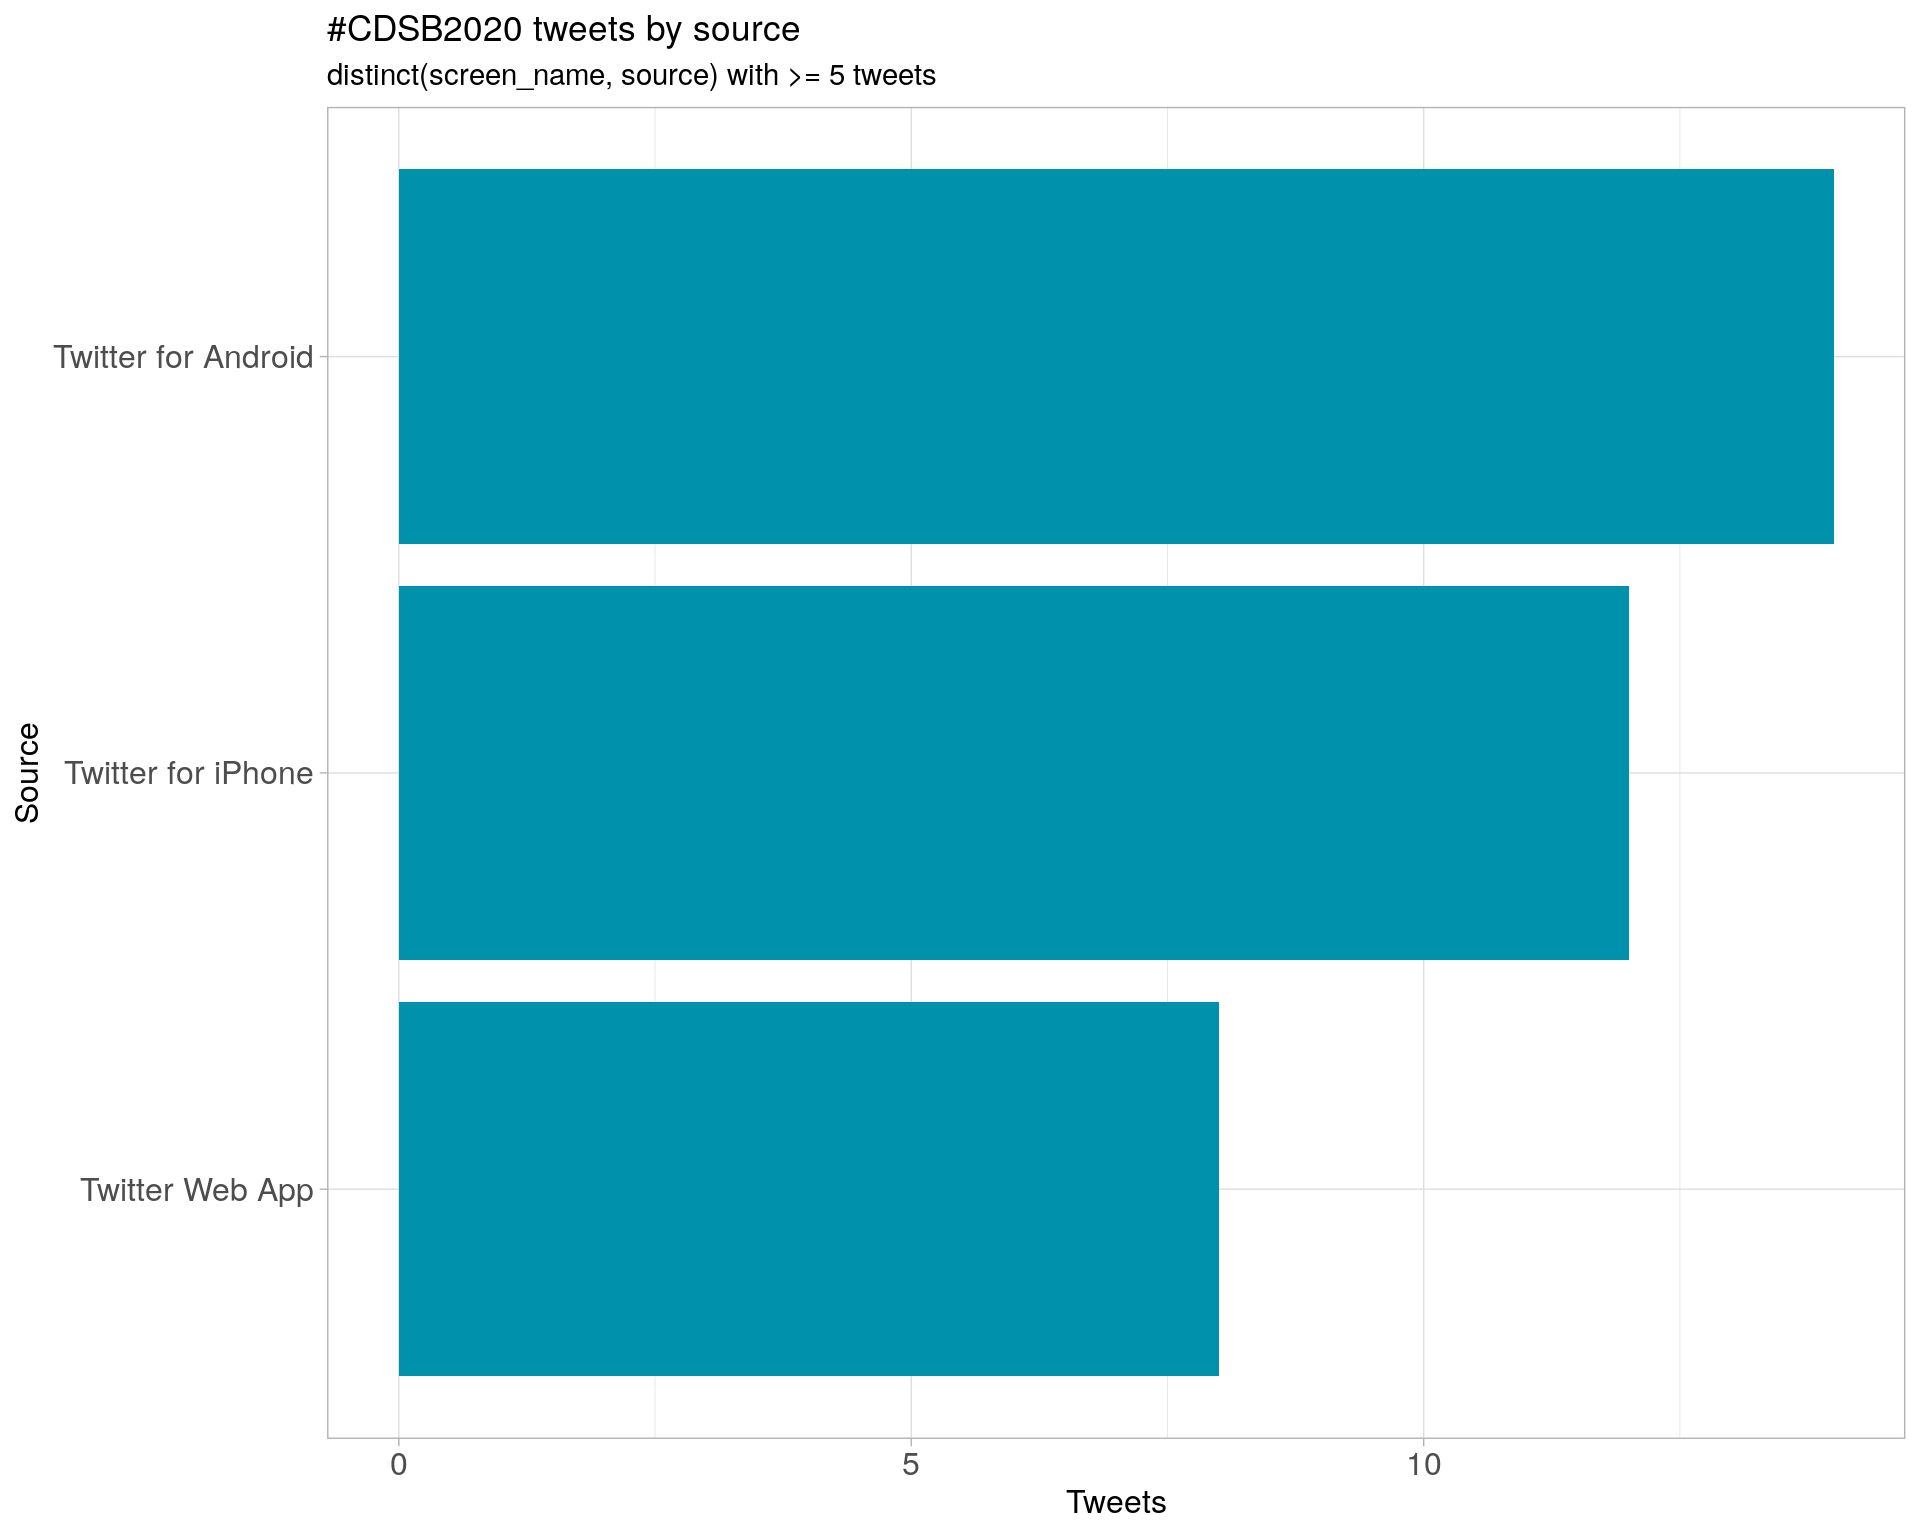 #CDSB2020 tweets by source
distinct(screen_name, source) with >= 5 tweets
Source
Twitter for Android
Twitter for iPhone
Twitter Web App
0 5 10
Tweets